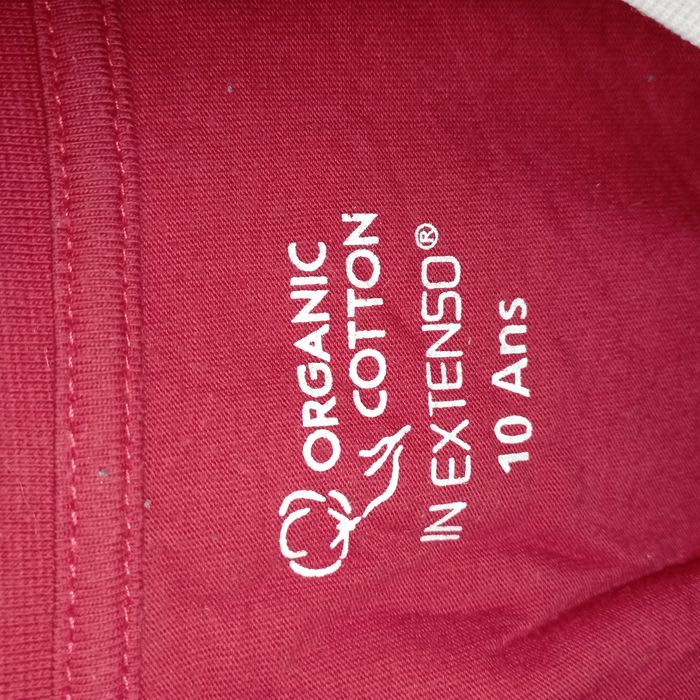 ORGANIC
COTTON
IN EXTENSO®
10 Ans